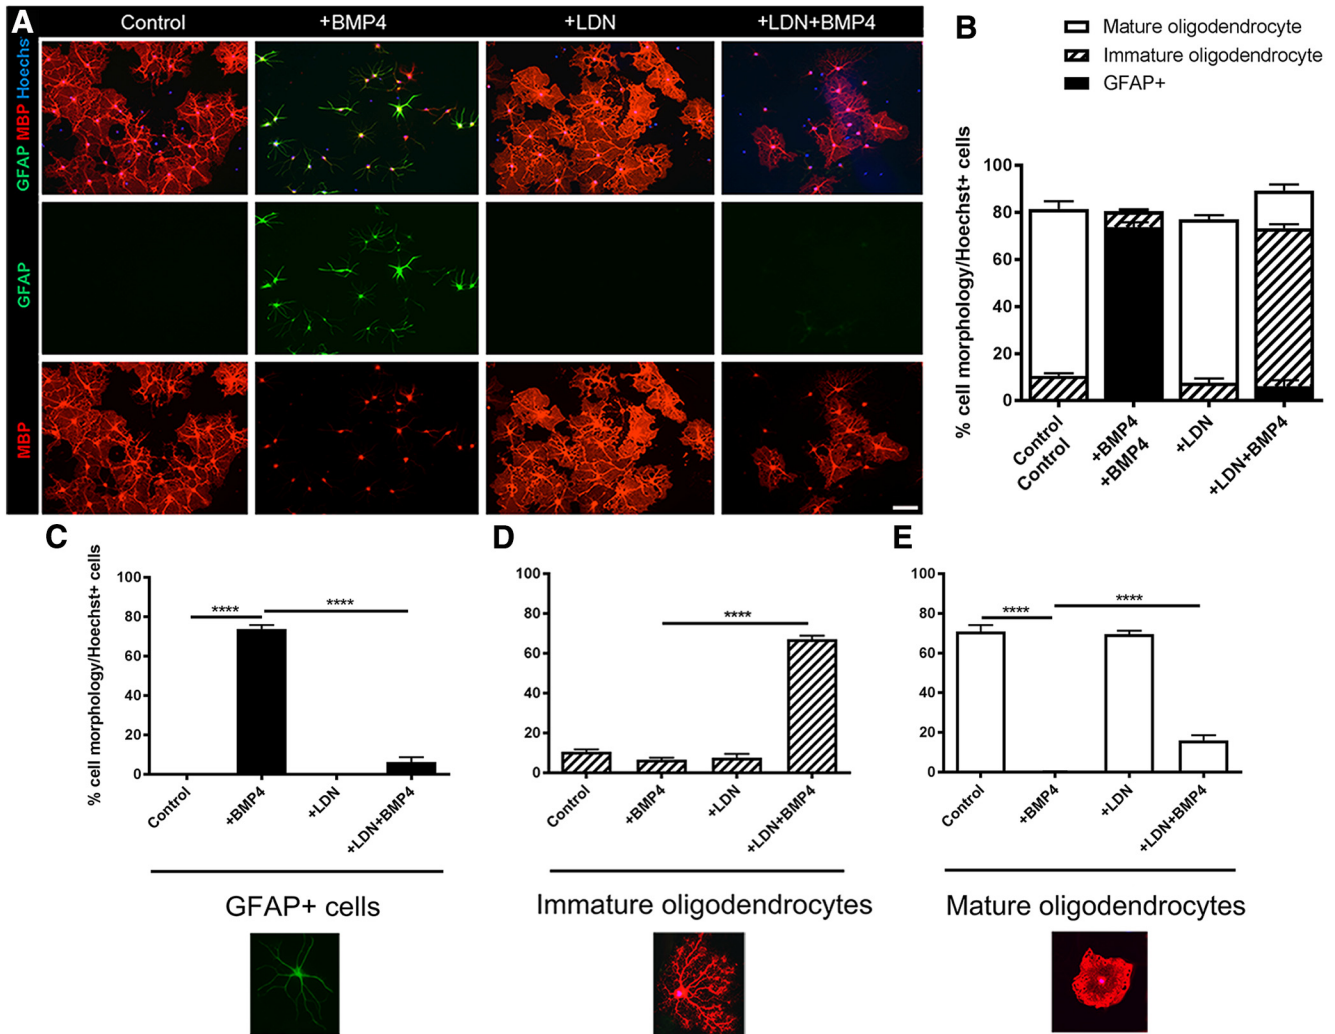 A
Control
+BMP4
+LDN
+LDN+BMP4
GFAP MBP Hoechs
GFAP
MBP
B
Mature oligodendrocyte
Immature oligodendrocyte
GFAP+
% cell morphology/Hoechst+ cells
100
80
60
40
20
0
Control
Control
+BMP4
+BMP4
+LDN
+LDN+BMP4
C
% cell morphology/Hoechst+ cells
100
80
60
40
20
0
****
****
Control
+BMP4
+LDN
+LDN+BMP4
GFAP+ cells
D
100
80
60
40
20
0
****
Control
+BMP4
+LDN
+LDN+BMP4
Immature oligodendrocytes
E
100
80
60
40
20
0
****
****
Control
+BMP4
+LDN
+LDN+BMP4
Mature oligodendrocytes